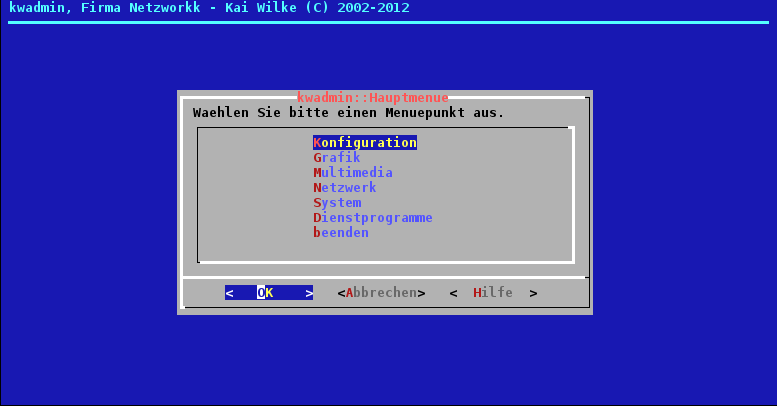 kwadmin, Firma Netzworkk - Kai Wilke (C) 2002-2012
kwadmin::Hauptmenue
Waehlen Sie bitte einen Menuepunkt aus.
Konfiguration
Grafik
Multimedia
Netzwerk
System
Dienstprogramme
beenden
< OK > <Abbrechen> < Hilfe >